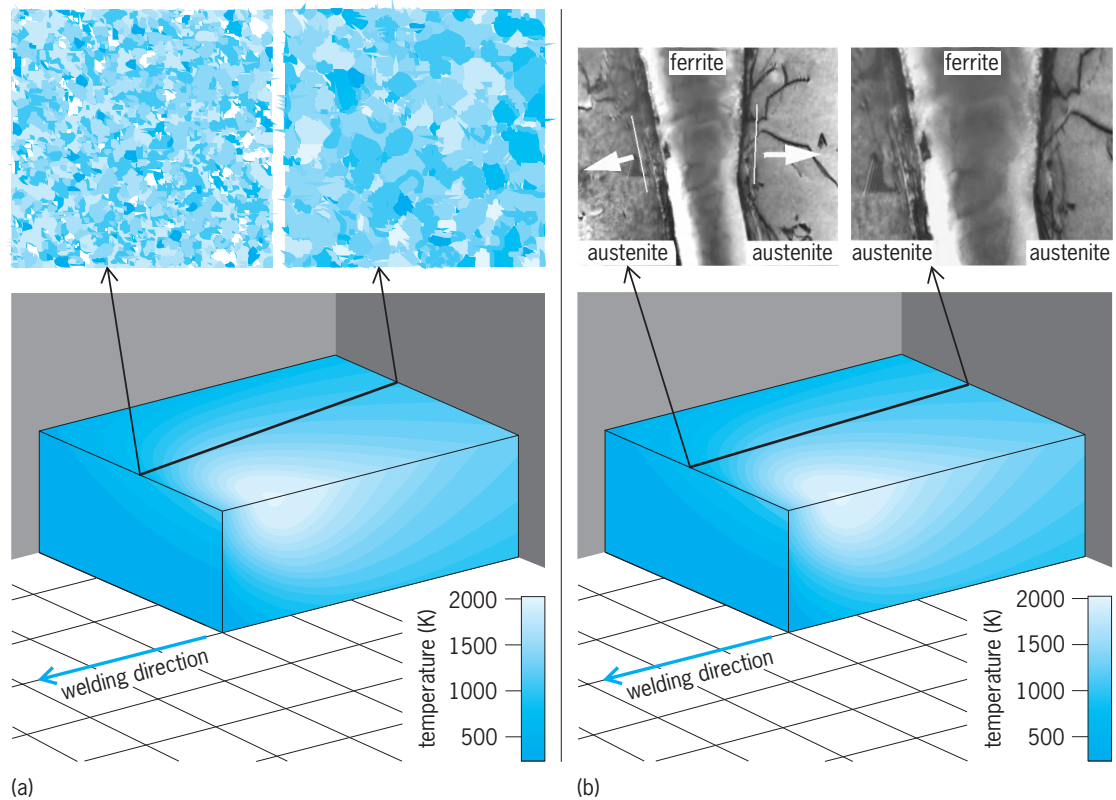 ferrite
austenite
austenite
ferrite
austenite
austenite
2000
1500
1000
500
temperature (K)
welding direction
(a)
2000
1500
1000
500
temperature (K)
welding direction
(b)